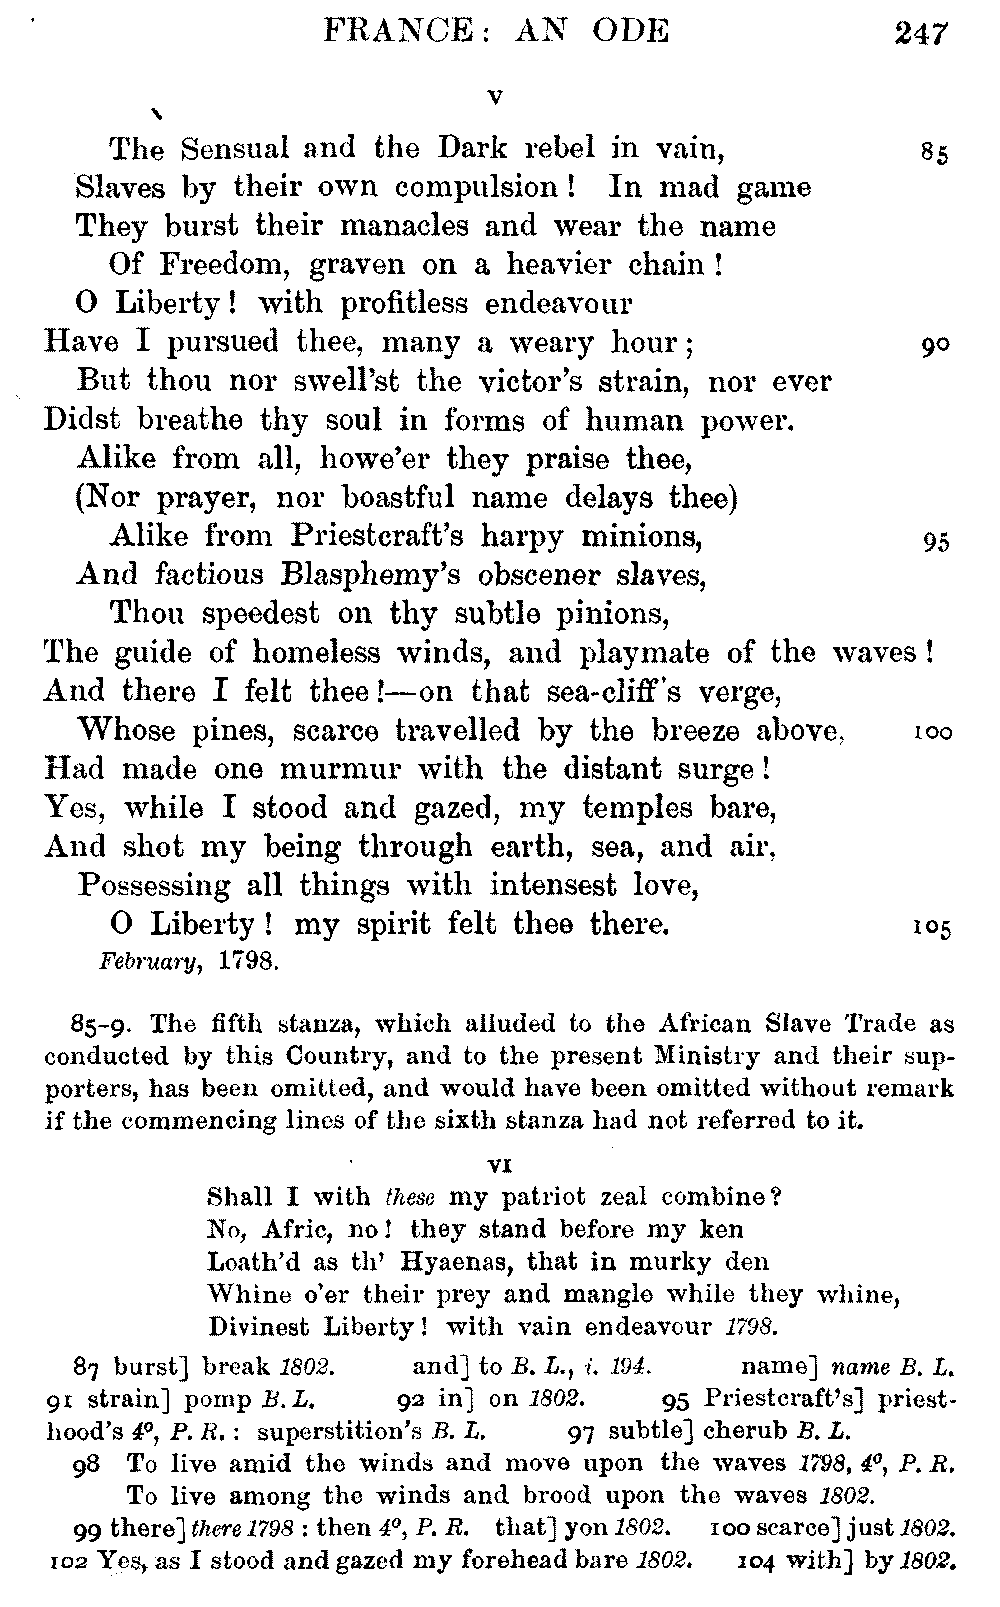 FRANCE: AN ODE 247
V
The Sensual and the Dark rebel in vain, 85
Slaves by their own compulsion! In mad game
They burst their manacles and wear the name
Of Freedom, graven on a heavier chain!
O Liberty! with profitless endeavour
Have I pursued thee, many a weary hour; 90
But thou nor swell'st the victor's strain, nor ever
Didst breathe thy soul in forms of human power.
Alike from all, howe'er they praise thee,
(Nor prayer, nor boastful name delays thee)
Alike from Priestcraft's harpy minions, 95
And factious Blasphemy's obscener slaves,
Thou speedest on thy subtle pinions,
The guide of homeless winds, and playmate of the waves!
And there I felt thee!—on that sea-cliff's verge,
Whose pines, scarce travelled by the breeze above, 100
Had made one murmur with the distant surge!
Yes, while I stood and gazed, my temples bare,
And shot my being through earth, sea, and air,
Possessing all things with intensest love,
O Liberty! my spirit felt thee there. 105
February, 1798.
85-9. The fifth stanza, which alluded to the African Slave Trade as
conducted by this Country, and to the present Ministry and their sup-
porters, has been omitted, and would have been omitted without remark
if the commencing lines of the sixth stanza had not referred to it.
VI
Shall I with these my patriot zeal combine?
No, Afric, no! they stand before my ken
Loath'd as th' Hyaenas, that in murky den
Whine o'er their prey and mangle while they whine,
Divinest Liberty! with vain endeavour 1798.
87 burst] break 1802. and] to B. L., i. 194. name] name B. L.
91 strain] pomp B. L. 92 in] on 1802. 95 Priestcraft's] priest-
hood's 4º, P. R.: superstition's B. L. 97 subtle] cherub B. L.
98 To live amid the winds and move upon the waves 1798, 4º, P. R.
To live among the winds and brood upon the waves 1802.
99 there] there 1798: then 4º, P. R. that] yon 1802. 100 scarce] just 1802.
102 Yes, as I stood and gazed my forehead bare 1802. 104 with] by 1802.